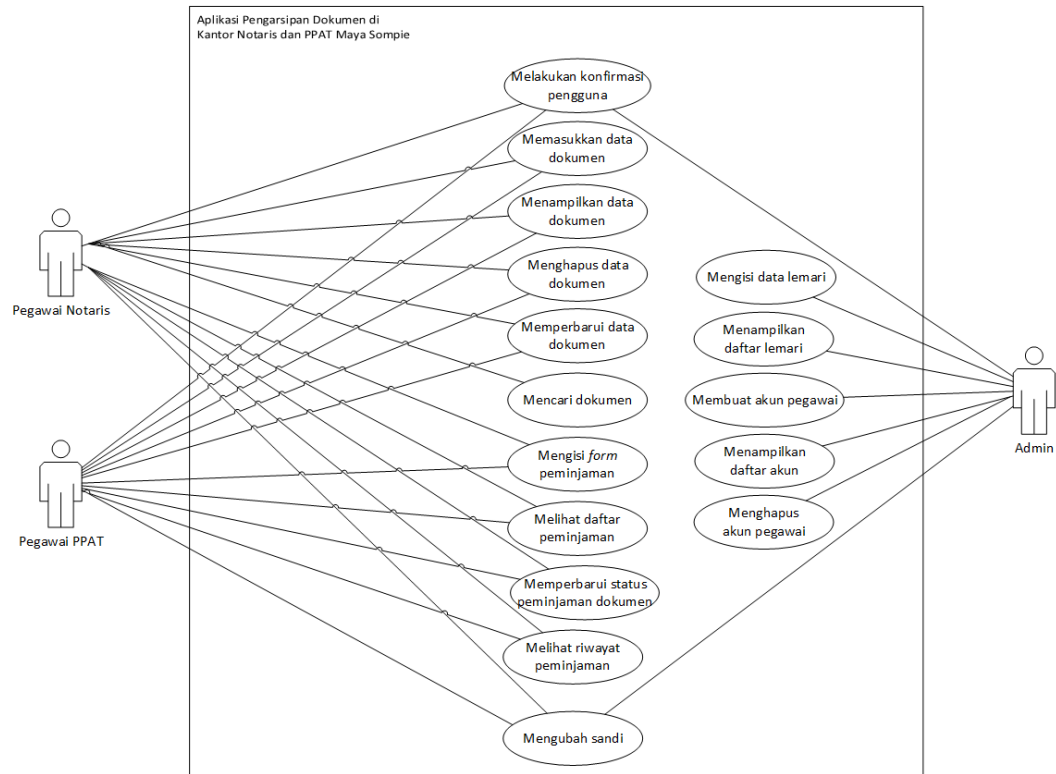 Aplikasi Pengarsipan Dokumen di
Kantor Notaris dan PPAT Maya Sompie
Melakukan konfirmasi
pengguna
Memasukkan data
dokumen
Menampilkan data
dokumen
Menghapus data
dokumen
Memperbarui data
dokumen
Mencari dokumen
Mengisi form
peminjaman
Melihat daftar
peminjaman
Memperbarui status
peminjaman dokumen
Melihat riwayat
peminjaman
Mengubah sandi
Mengisi data lemari
Menampilkan
daftar lemari
Membuat akun pegawai
Menampilkan
daftar akun
Menghapus
akun pegawai
Pegawai Notaris
Pegawai PPAT
Admin